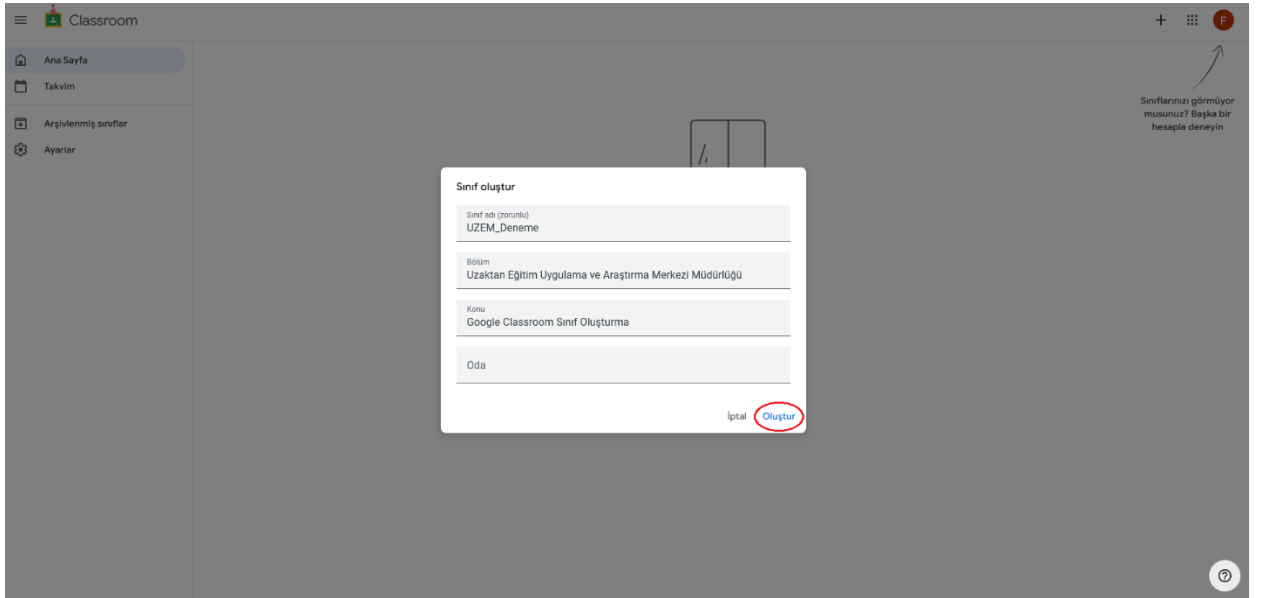 Classroom
F
Ana Sayfa
Takvim
Arşivlenmiş sınıflar
Ayarlar
Sınıflarınızı görmüyor
musunuz? Başka bir
hesapla deneyin
Sınıf oluştur
Sınıf adı (zorunlu)
UZEM_Deneme
Bölüm
Uzaktan Eğitim Uygulama ve Araştırma Merkezi Müdürlüğü
Konu
Google Classroom Sınıf Oluşturma
Oda
İptal Oluştur